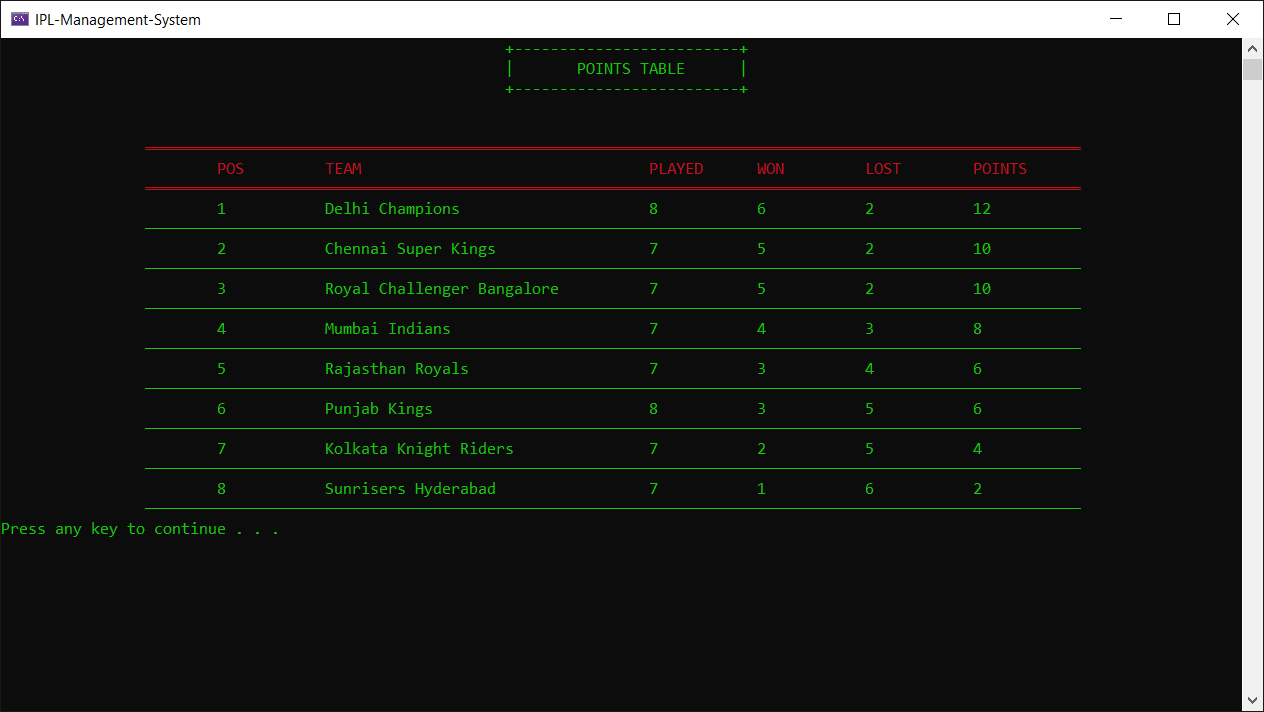 IPL-Management-System
+-------------------------+
| POINTS TABLE |
+-------------------------+
POS TEAM PLAYED WON LOST POINTS
1 Delhi Champions 8 6 2 12
2 Chennai Super Kings 7 5 2 10
3 Royal Challenger Bangalore 7 5 2 10
4 Mumbai Indians 7 4 3 8
5 Rajasthan Royals 7 3 4 6
6 Punjab Kings 8 3 5 6
7 Kolkata Knight Riders 7 2 5 4
8 Sunrisers Hyderabad 7 1 6 2
Press any key to continue . . .